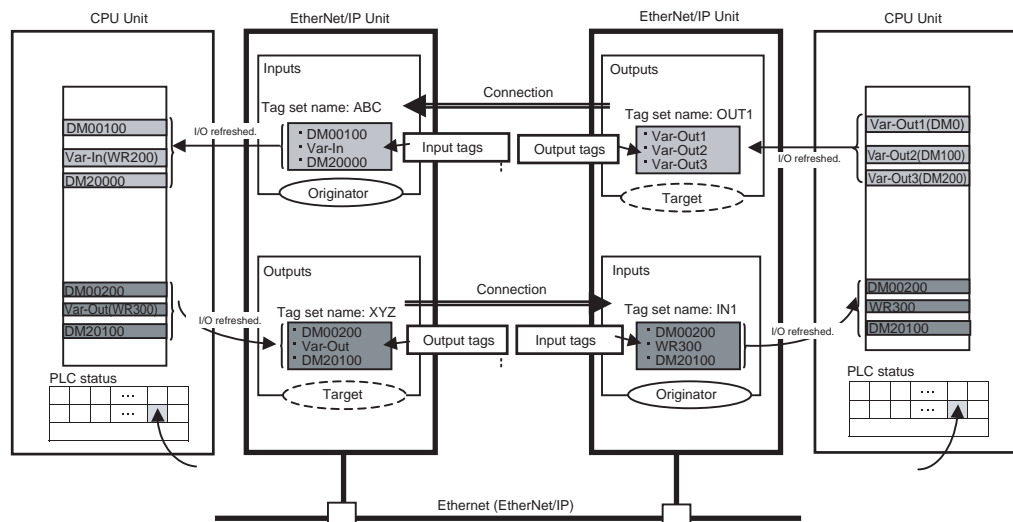 CPU Unit
EtherNet/IP Unit
EtherNet/IP Unit
CPU Unit
Inputs
Tag set name: ABC
DM00100
Var-In
DM20000
Input tags
Originator
Connection
Outputs
Tag set name: OUT1
Var-Out1
Var-Out2
Var-Out3
Output tags
Target
DM00100
Var-In(WR200)
DM20000
I/O refreshed.
I/O refreshed.
Var-Out1(DM0)
Var-Out2(DM100)
Var-Out3(DM200)
DM00200
Var-Out(WR300)
DM20100
I/O refreshed.
Outputs
Tag set name: XYZ
DM00200
Var-Out
DM20100
Output tags
Target
Connection
Inputs
Tag set name: IN1
DM00200
WR300
DM20100
Input tags
Originator
I/O refreshed.
DM00200
WR300
DM20100
PLC status
...
...
PLC status
...
...
Ethernet (EtherNet/IP)